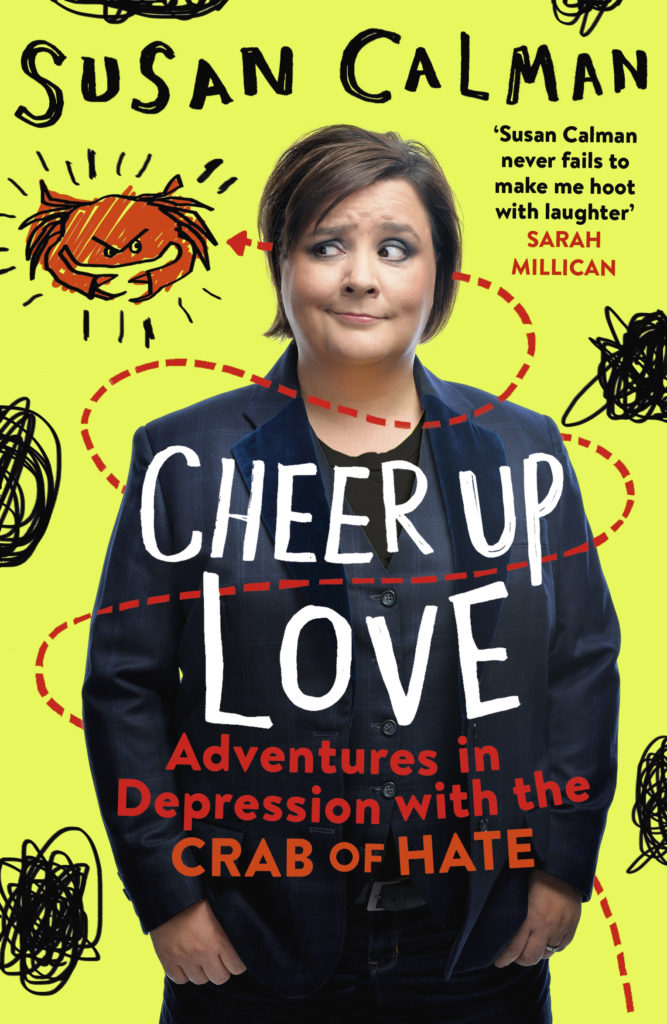 SUSAN CALMAN
‘Susan Calman
never fails to
make me hoot
with laughter’
SARAH
MILLICAN
CHEER UP
LOVE
Adventures in
Depression with the
CRAB OF HATE